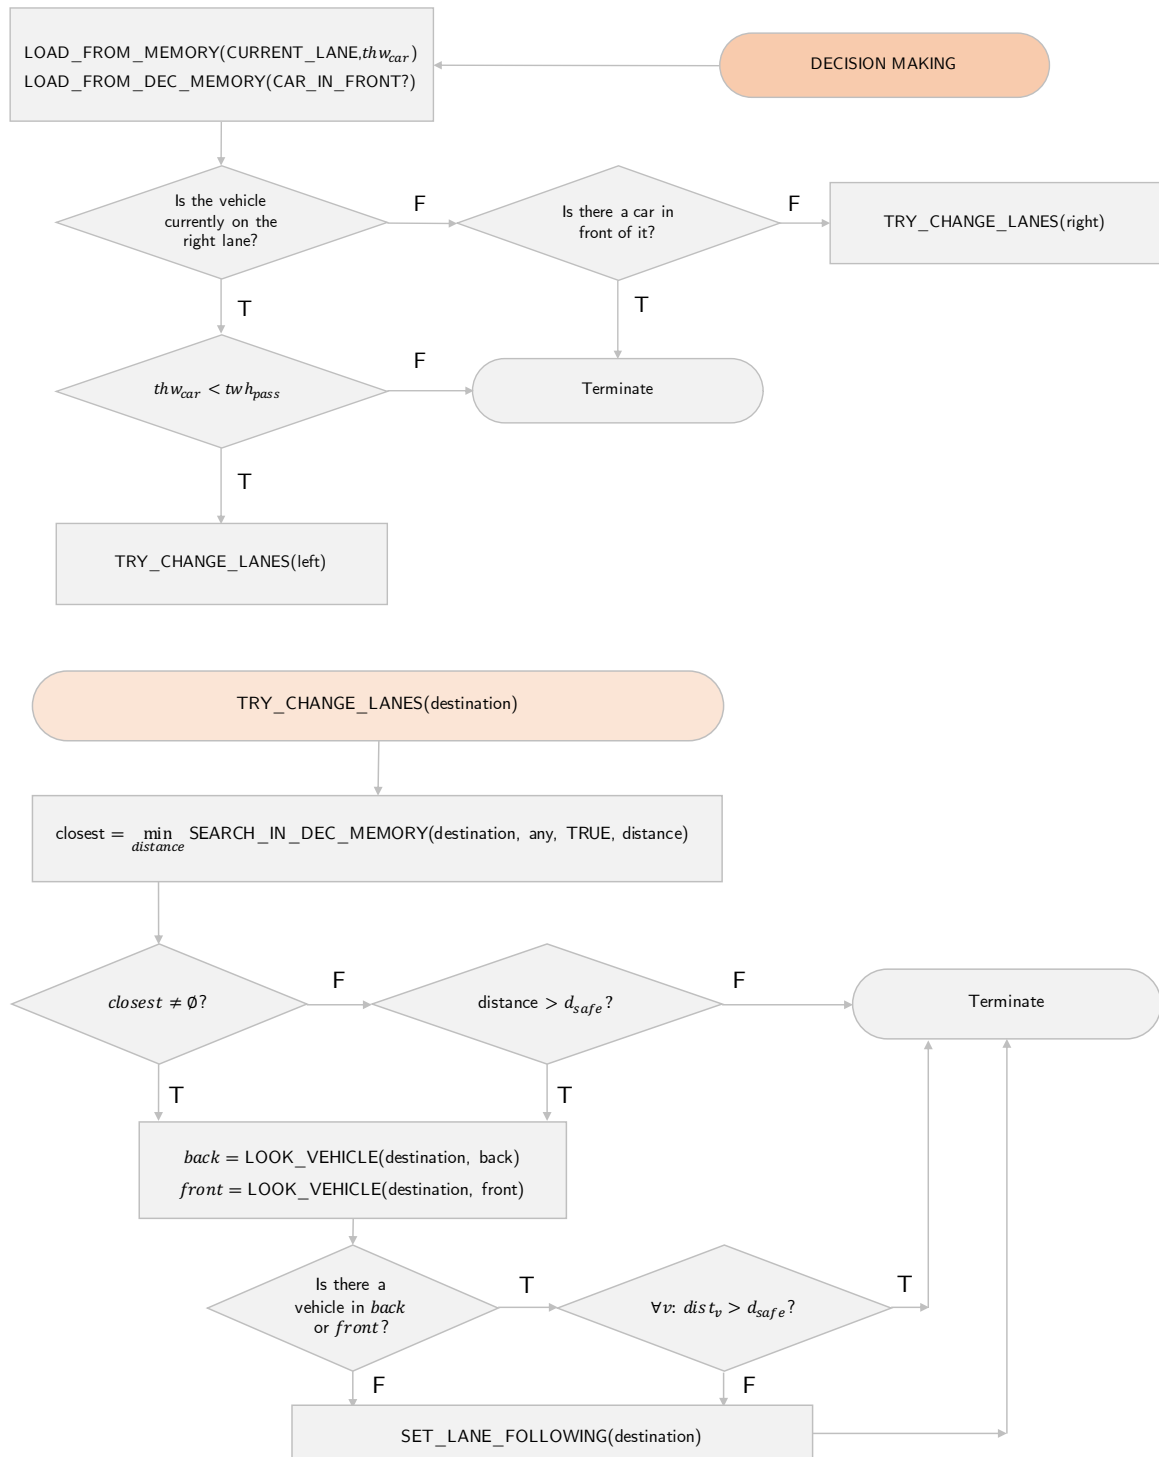 LOAD_FROM_MEMORY(CURRENT_LANE,thw_car)
LOAD_FROM_DEC_MEMORY(CAR_IN_FRONT?)
DECISION MAKING
Is the vehicle
currently on the
right lane?
F
Is there a car in
front of it?
F
TRY_CHANGE_LANES(right)
T
T
thw_car < twh_pass
F
Terminate
T
TRY_CHANGE_LANES(left)
TRY_CHANGE_LANES(destination)
closest = min SEARCH_IN_DEC_MEMORY(destination, any, TRUE, distance)
distance
closest ≠ ∅?
F
distance > d_safe?
F
Terminate
T
T
back = LOOK_VEHICLE(destination, back)
front = LOOK_VEHICLE(destination, front)
Is there a
vehicle in back
or front?
T
∀v: dist_v > d_safe?
T
F
F
SET_LANE_FOLLOWING(destination)